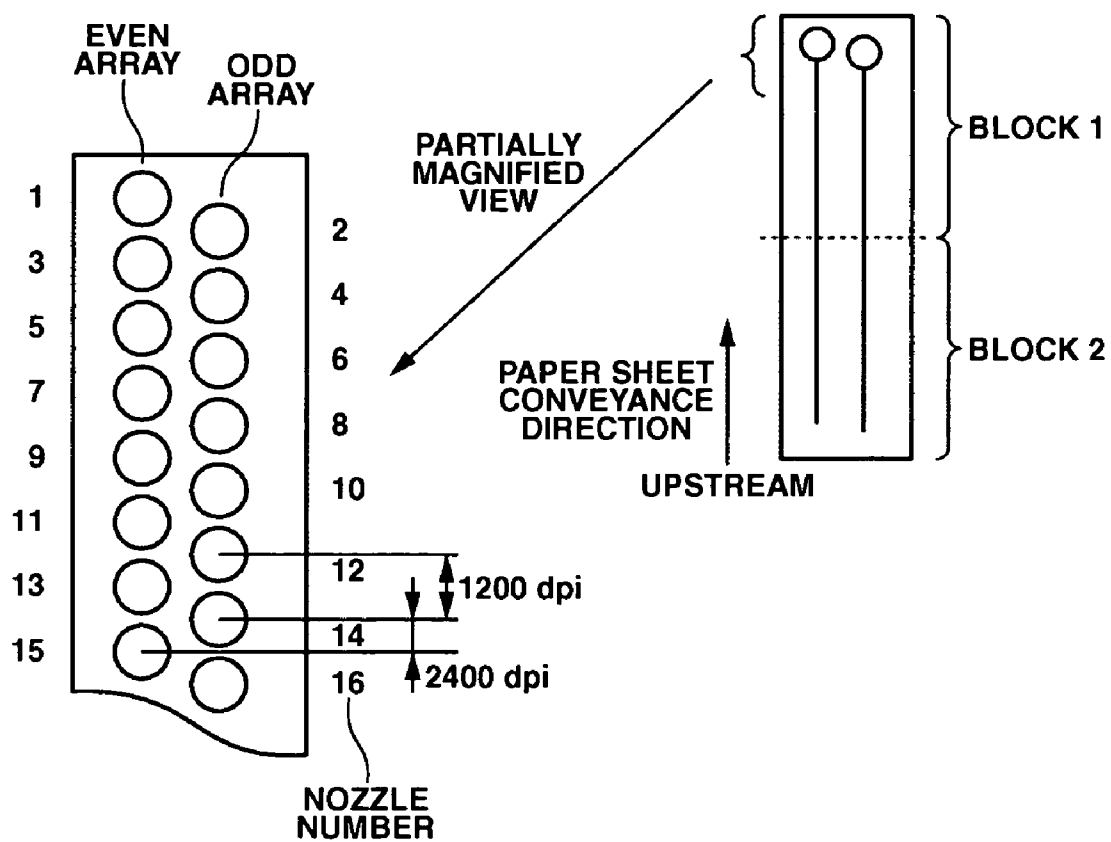 EVEN
ARRAY
ODD
ARRAY
PARTIALLY
MAGNIFIED
VIEW
BLOCK 1
BLOCK 2
PAPER SHEET
CONVEYANCE
DIRECTION
UPSTREAM
1
2
3
4
5
6
7
8
9
10
11
12
1200 dpi
13
14
15
2400 dpi
16
NOZZLE
NUMBER